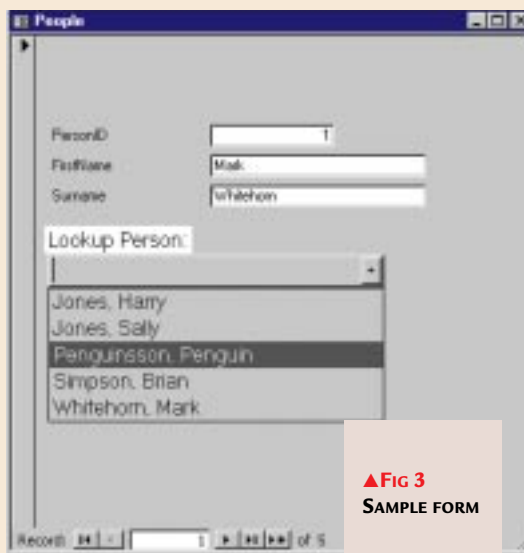 People
PersonID 1
FirstName Mark
Surname Whitehorn
Lookup Person:
Jones, Harry
Jones, Sally
Penguinsson, Penguin
Simpson, Brian
Whitehorn, Mark
▲FIG 3
SAMPLE FORM
Record: 1 of 5